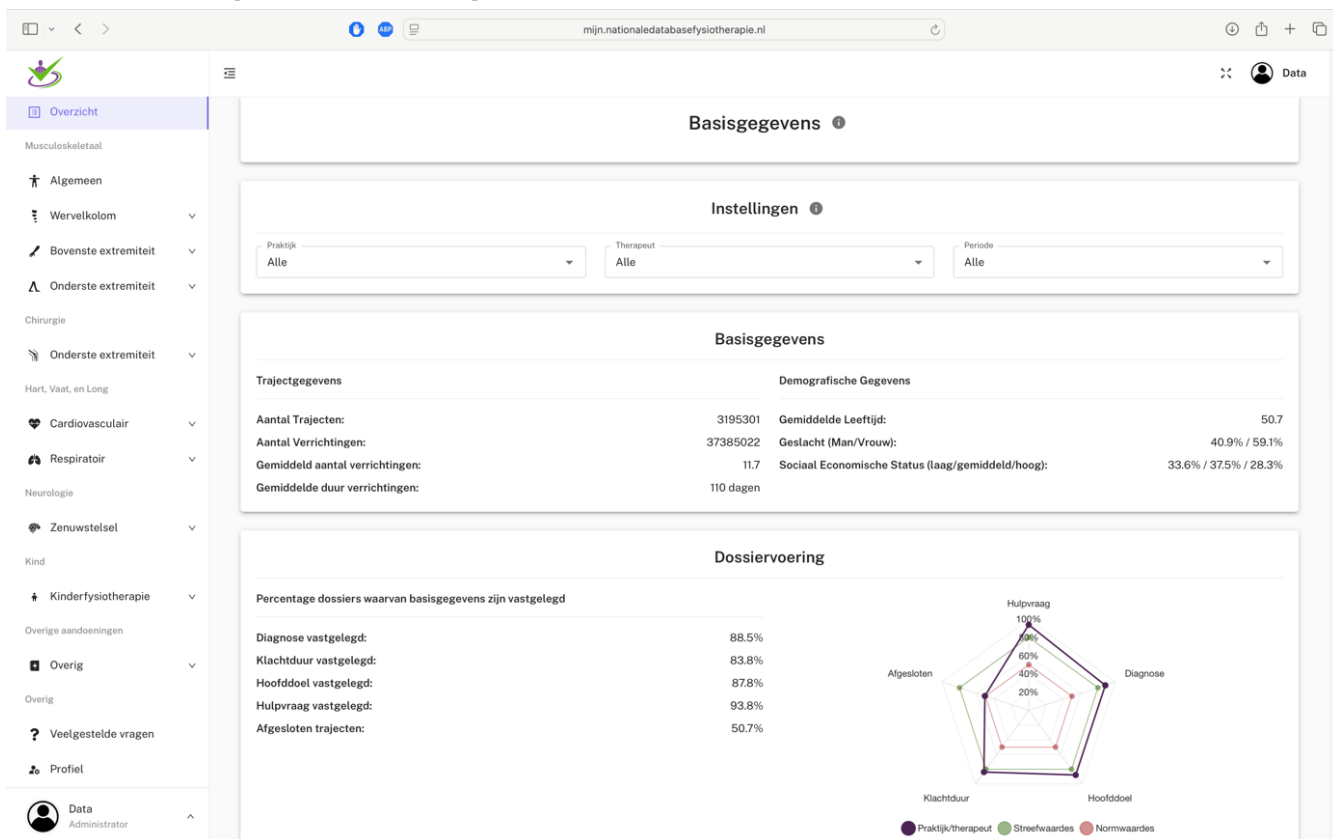 mijn.nationaledatabasefysiotherapie.nl
ABP
Data
Overzicht
Musculoskeletaal
Algemeen
Wervelkolom
Bovenste extremiteit
Onderste extremiteit
Chirurgie
Onderste extremiteit
Hart, Vaat, en Long
Cardiovasculair
Respiratoir
Neurologie
Zenuwstelsel
Kind
Kinderfysiotherapie
Overige aandoeningen
Overig
Overig
Veelgestelde vragen
Profiel
Data
Administrator
Basisgegevens
Instellingen
Praktijk
Alle
Therapeut
Alle
Periode
Alle
Basisgegevens
Trajectgegevens
Aantal Trajecten: 3195301
Aantal Verrichtingen: 37385022
Gemiddeld aantal verrichtingen: 11.7
Gemiddelde duur verrichtingen: 110 dagen
Demografische Gegevens
Gemiddelde Leeftijd: 50.7
Geslacht (Man/Vrouw): 40.9% / 59.1%
Sociaal Economische Status (laag/gemiddeld/hoog): 33.6% / 37.5% / 28.3%
Dossiervoering
Percentage dossiers waarvan basisgegevens zijn vastgelegd
Diagnose vastgelegd: 88.5%
Klachtduur vastgelegd: 83.8%
Hoofddoel vastgelegd: 87.8%
Hulpvraag vastgelegd: 93.8%
Afgesloten trajecten: 50.7%
Hulpvraag
100%
80%
60%
40%
20%
Afgesloten
Diagnose
Klachtduur
Hoofddoel
Praktijk/therapeut Streefwaardes Normwaardes